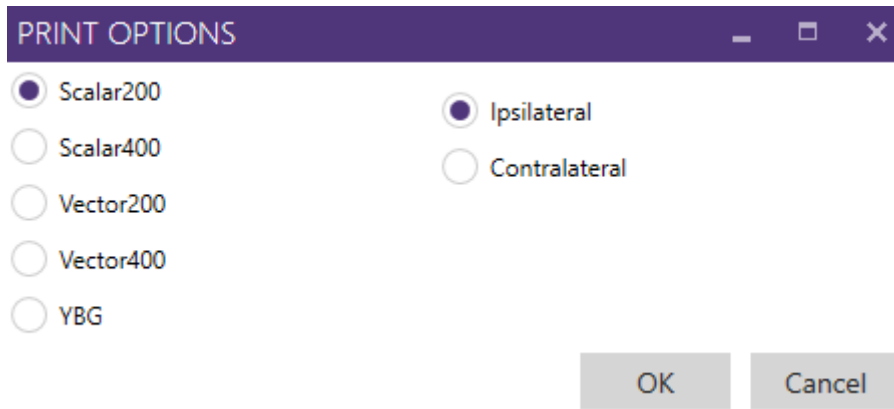 PRINT OPTIONS
Scalar200
Scalar400
Vector200
Vector400
YBG
Ipsilateral
Contralateral
OK
Cancel